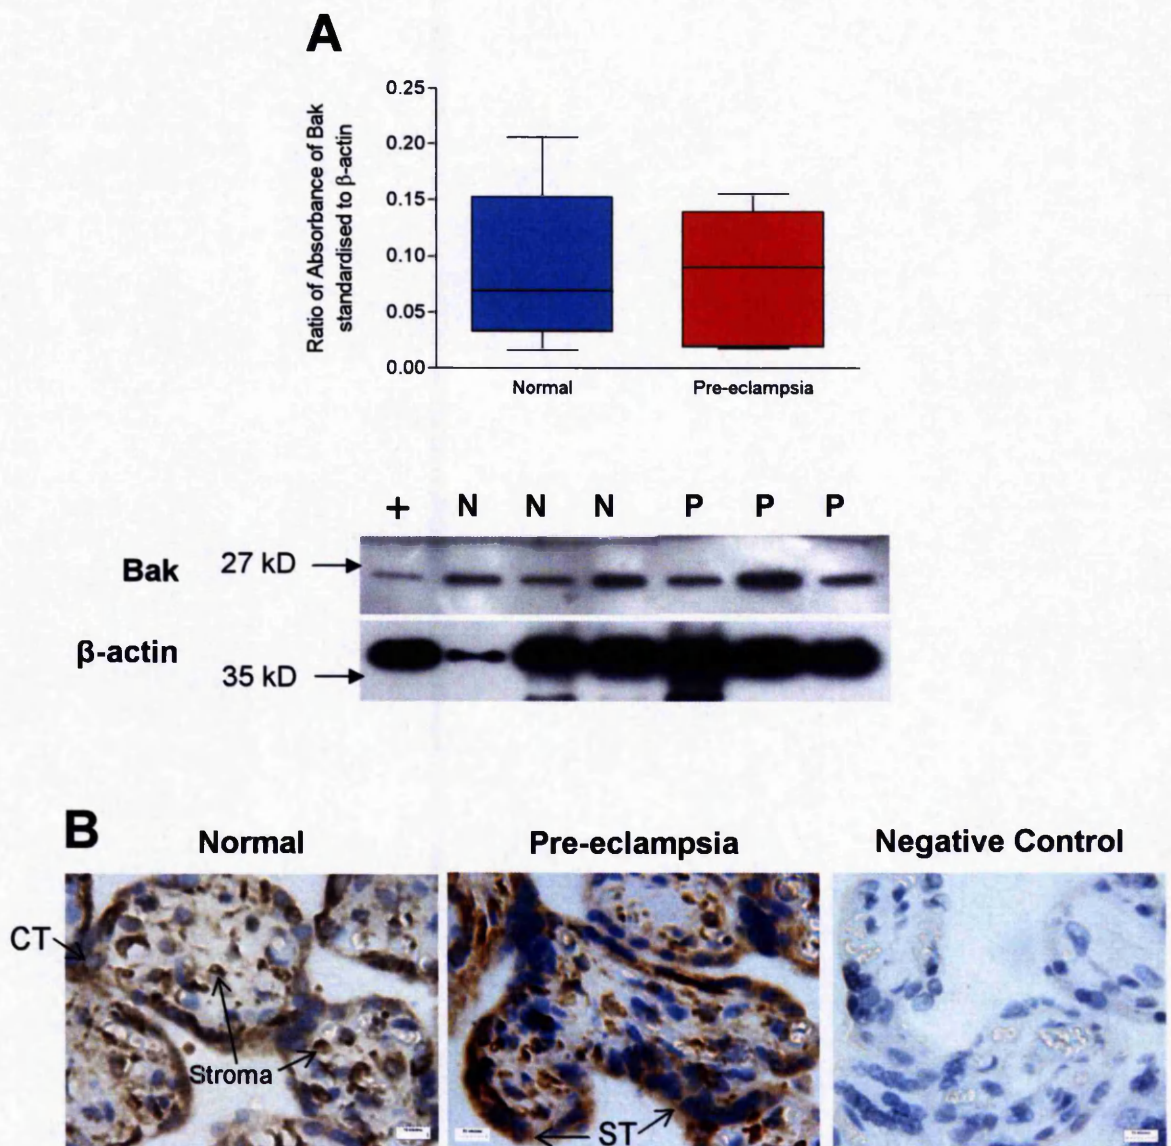 A
Ratio of Absorbance of Bak
standardised to β-actin
0.25
0.20
0.15
0.10
0.05
0.00
Normal
Pre-eclampsia
+ N N N P P P
Bak 27 kD
β-actin
35 kD
B
Normal
Pre-eclampsia
Negative Control
CT
Stroma
ST